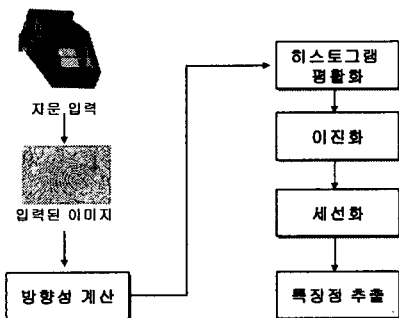 지문 입력
입력된 이미지
방향성 계산
히스토그램
평활화
이진화
세선화
특징점 추출